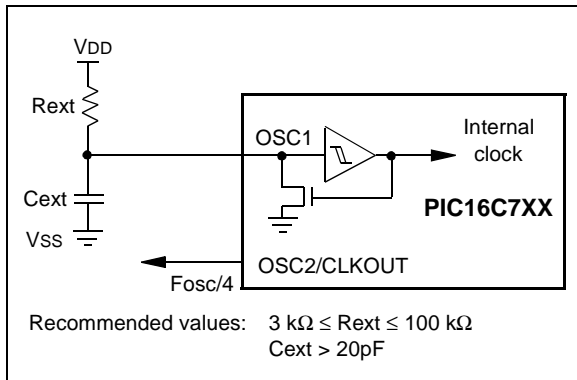 VDD
Rext
OSC1
Internal
clock
Cext
PIC16C7XX
VSS
OSC2/CLKOUT
Fosc/4
Recommended values: 3 kΩ ≤ Rext ≤ 100 kΩ
Cext > 20pF